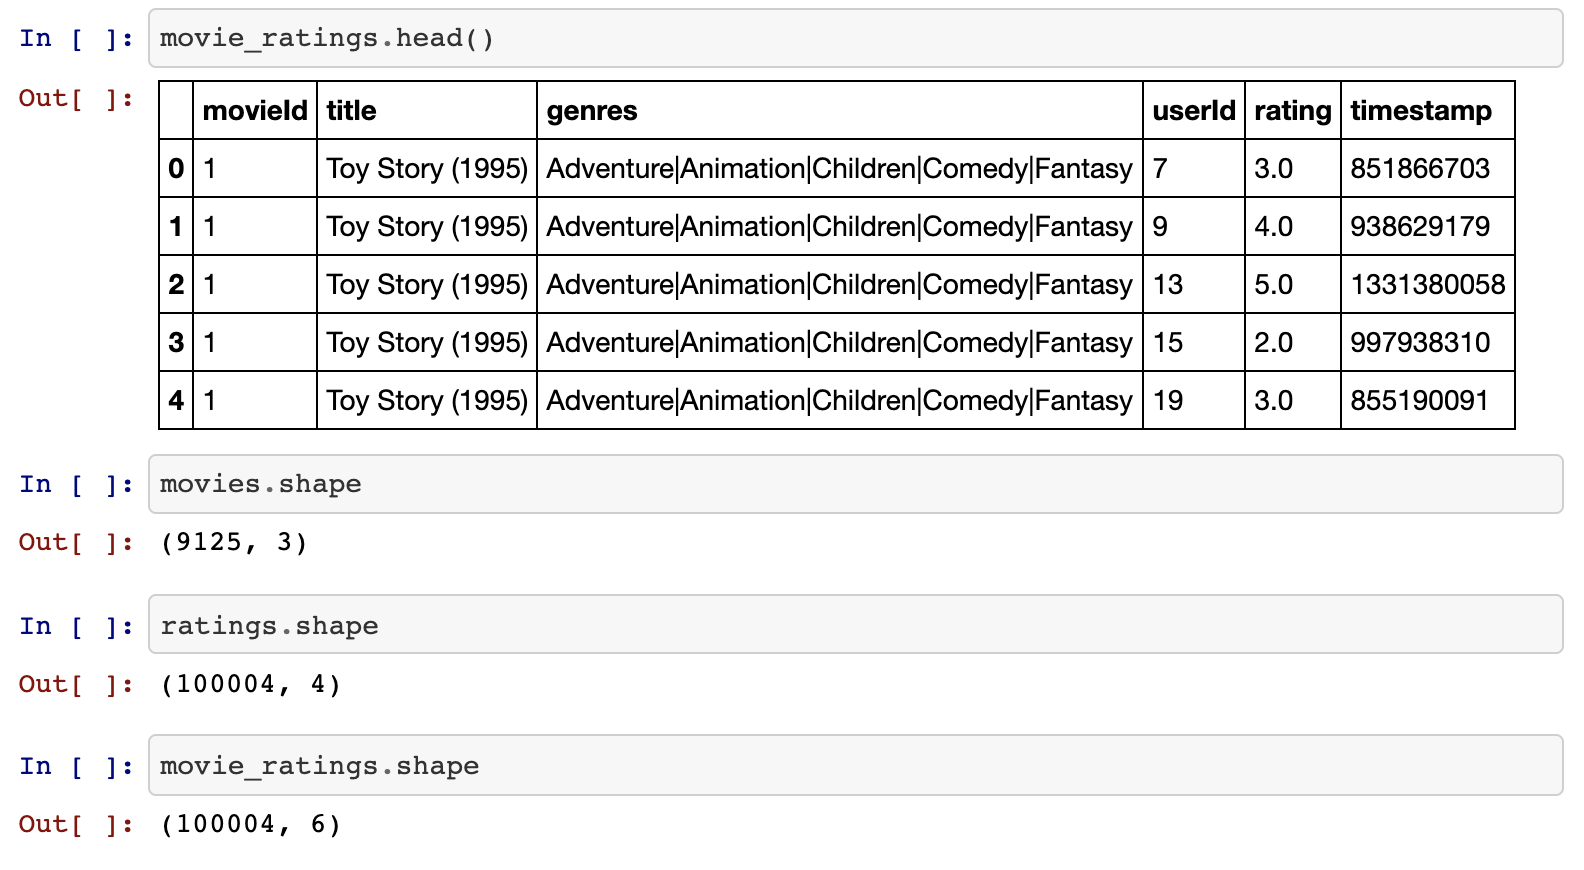 In [ ]: movie_ratings.head()
Out[ ]:
movieId title genres userId rating timestamp
0 1 Toy Story (1995) Adventure|Animation|Children|Comedy|Fantasy 7 3.0 851866703
1 1 Toy Story (1995) Adventure|Animation|Children|Comedy|Fantasy 9 4.0 938629179
2 1 Toy Story (1995) Adventure|Animation|Children|Comedy|Fantasy 13 5.0 1331380058
3 1 Toy Story (1995) Adventure|Animation|Children|Comedy|Fantasy 15 2.0 997938310
4 1 Toy Story (1995) Adventure|Animation|Children|Comedy|Fantasy 19 3.0 855190091
In [ ]: movies.shape
Out[ ]: (9125, 3)
In [ ]: ratings.shape
Out[ ]: (100004, 4)
In [ ]: movie_ratings.shape
Out[ ]: (100004, 6)